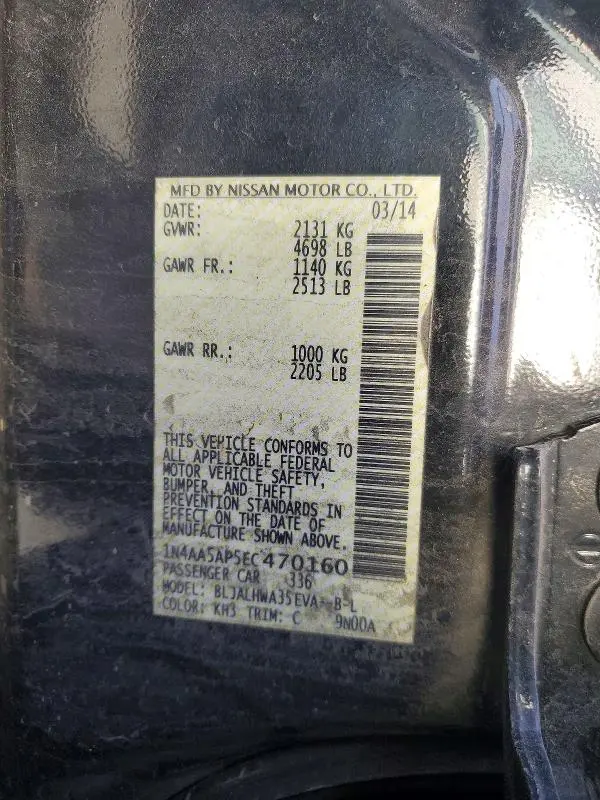 MFD BY NISSAN MOTOR CO., LTD.
DATE: 03/14
GVWR: 2131 KG
4698 LB
GAWR FR.: 1140 KG
2513 LB
GAWR RR.: 1000 KG
2205 LB
THIS VEHICLE CONFORMS TO
ALL APPLICABLE FEDERAL
MOTOR VEHICLE SAFETY,
BUMPER, AND THEFT
PREVENTION STANDARDS IN
EFFECT ON THE DATE OF
MANUFACTURE SHOWN ABOVE.
1N4AA5AP5EC470160
PASSENGER CAR 336
MODEL: BLJALHWA35EVA--B-L
COLOR: KH3 TRIM: C 9N00A